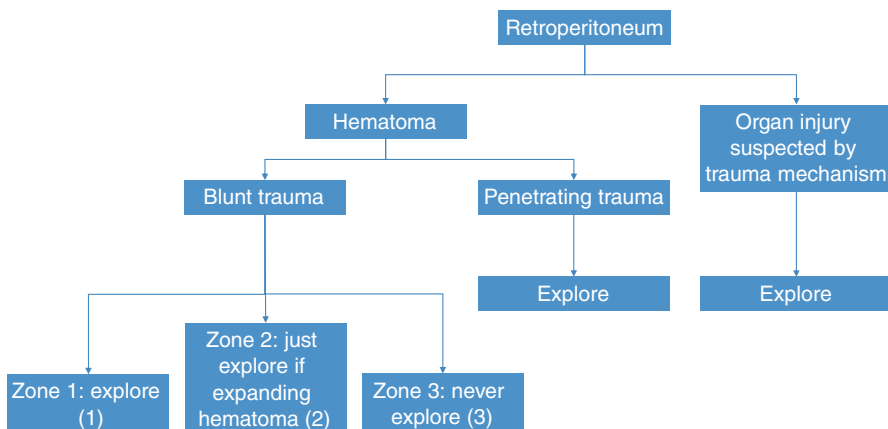 Retroperitoneum
Hematoma
Organ injury
suspected by
trauma mechanism
Blunt trauma
Penetrating trauma
Explore
Explore
Zone 1: explore
(1)
Zone 2: just
explore if
expanding
hematoma (2)
Zone 3: never
explore (3)